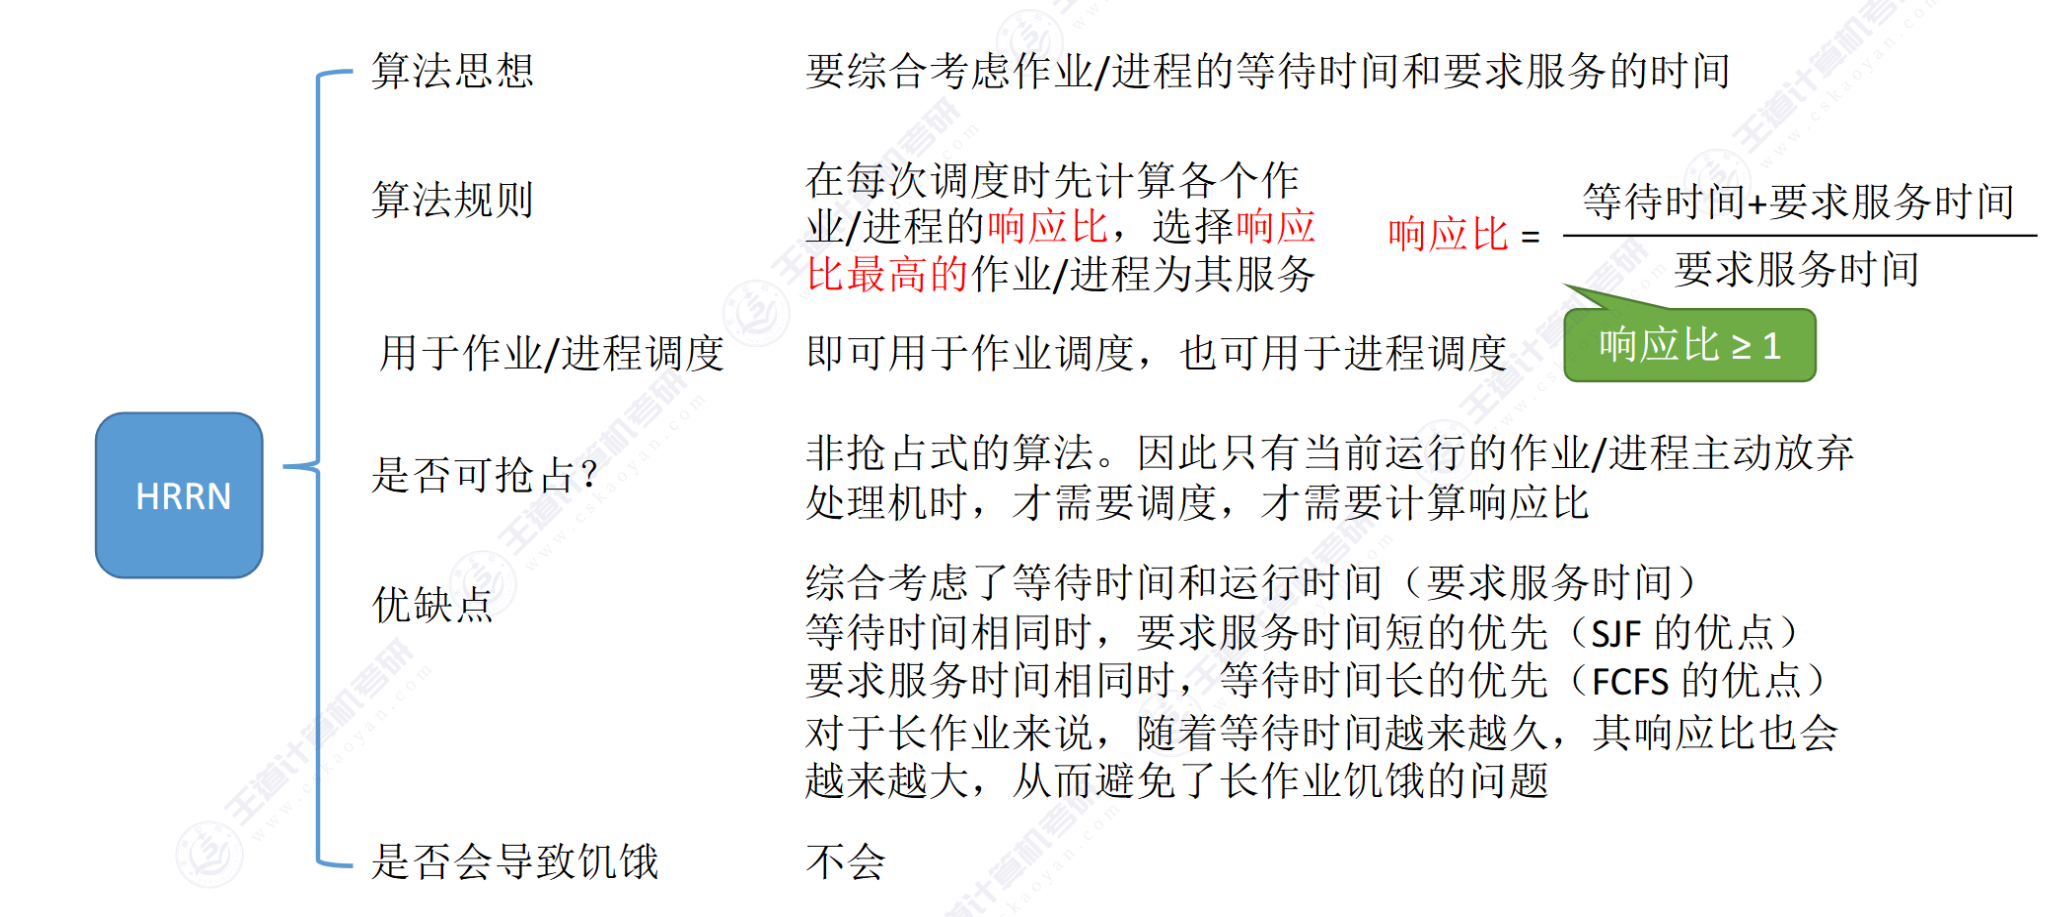 算法思想
要综合考虑作业/进程的等待时间和要求服务的时间
算法规则
在每次调度时先计算各个作
业/进程的响应比，选择响应
比最高的作业/进程为其服务
响应比 =
等待时间+要求服务时间
要求服务时间
响应比 ≥ 1
用于作业/进程调度
即可用于作业调度，也可用于进程调度
HRRN
是否可抢占？
非抢占式的算法。因此只有当前运行的作业/进程主动放弃
处理机时，才需要调度，才需要计算响应比
优缺点
综合考虑了等待时间和运行时间（要求服务时间）
等待时间相同时，要求服务时间短的优先（SJF 的优点）
要求服务时间相同时，等待时间长的优先（FCFS 的优点）
对于长作业来说，随着等待时间越来越久，其响应比也会
越来越大，从而避免了长作业饥饿的问题
是否会导致饥饿
不会
王道计算机考研
www.cskaoyan.com